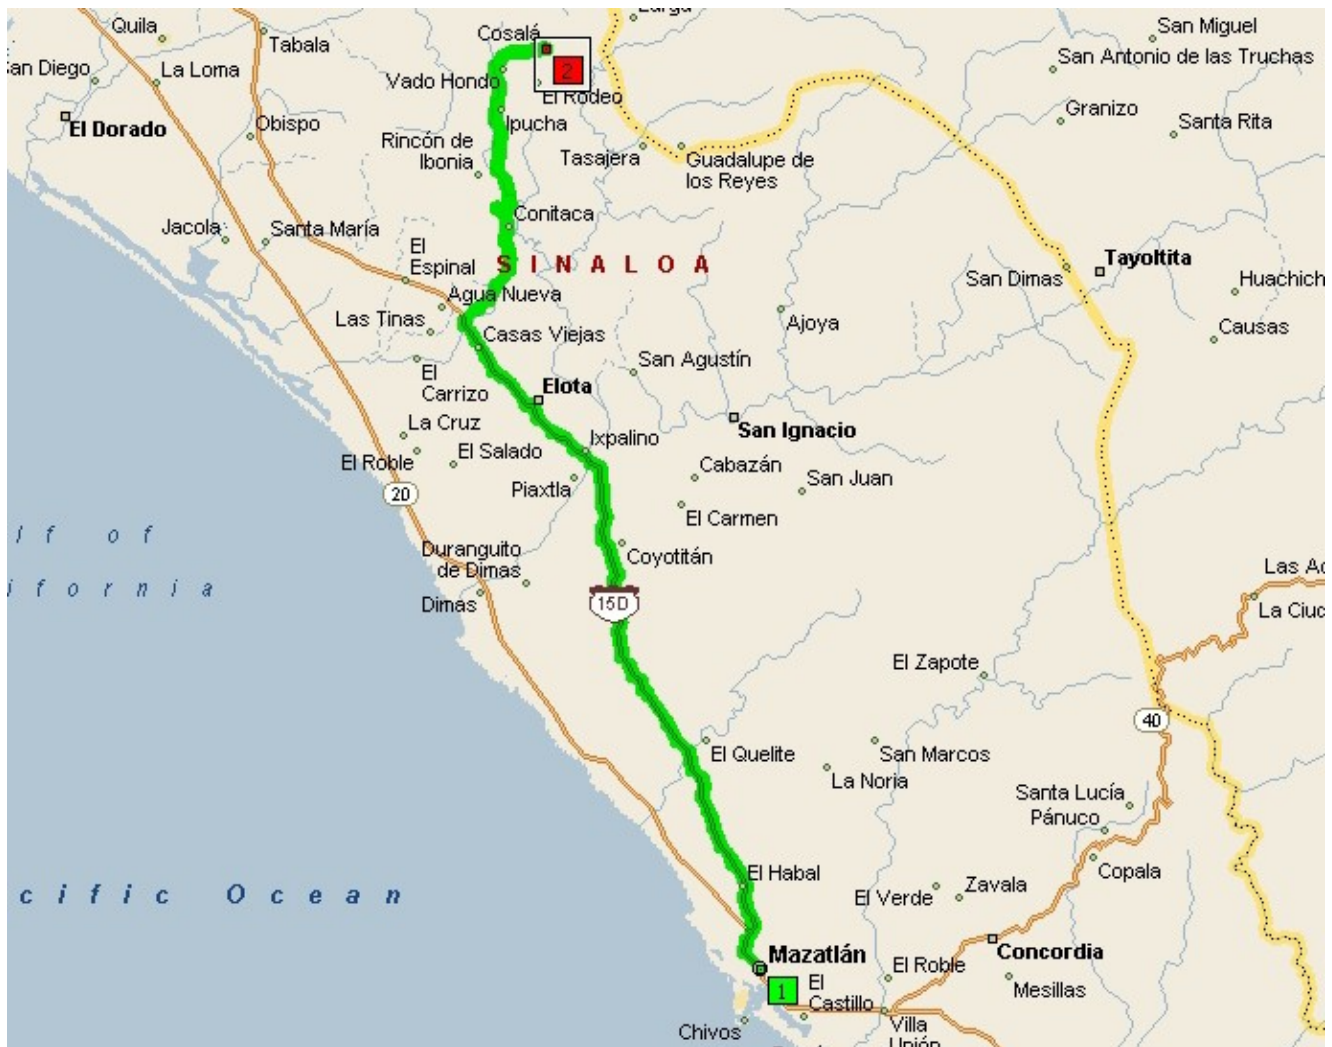 Larga
Quila
San Miguel
Cosalá
Tabala
San Antonio de las Truchas
San Diego
La Loma
Vado Hondo
2
El Rodeo
Granizo
El Dorado
Obispo
Ipucha
Santa Rita
Rincón de
Ibonia
Tasajera
Guadalupe de
los Reyes
Jacola
Santa María
Conitaca
El
Espinal
SINALOA
Tayoltita
San Dimas
Huachich
Agua Nueva
Las Tinas
Ajoya
Causas
Casas Viejas
San Agustín
El
Carrizo
Elota
La Cruz
San Ignacio
Ixpalino
El Roble
El Salado
Cabazán
San Juan
Piaxtla
20
El Carmen
lf of
ifornia
Duranguito
de Dimas
Coyotitán
Dimas
15D
Las Ac
La Ciuc
El Zapote
40
El Quelite
San Marcos
La Noria
Santa Lucía
Pánuco
El Habal
Copala
cific Ocean
El Verde
Zavala
Mazatlán
Concordia
El Roble
Mesillas
1
El
Castillo
Chivos
Villa
Unión